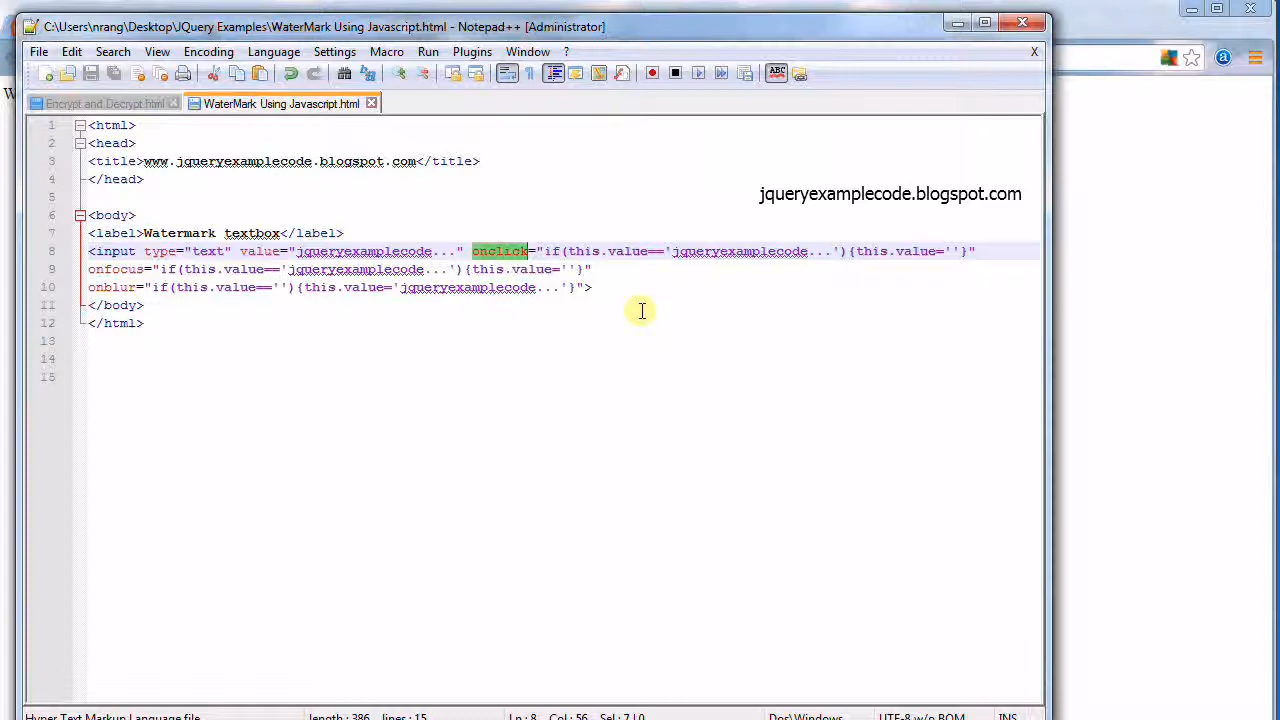 C:\Users\nrang\Desktop\JQuery Examples\WaterMark Using Javascript.html - Notepad++ [Administrator]
File Edit Search View Encoding Language Settings Macro Run Plugins Window ? X
ABC
a
W
Encrypt and Decrypt.html WaterMark Using Javascript.html
1 <html>
2 <head>
3 <title>www.jqueryexamplecode.blogspot.com</title>
4 </head>
jqueryexamplecode.blogspot.com
5
6 <body>
7 <label>Watermark textbox</label>
8 <input type="text" value="jqueryexamplecode..." onclick="if(this.value=='jqueryexamplecode...'){this.value=''}"
9 onfocus="if(this.value=='jqueryexamplecode...'){this.value=''}"
10 onblur="if(this.value==''){this.value='jqueryexamplecode...'}">
11 </body>
12 </html>
13
14
15
Hyper Text Markup Language file length : 386 lines : 15 Ln : 8 Col : 56 Sel : 7 | 0 Dos\Windows UTF-8 w/o BOM INS